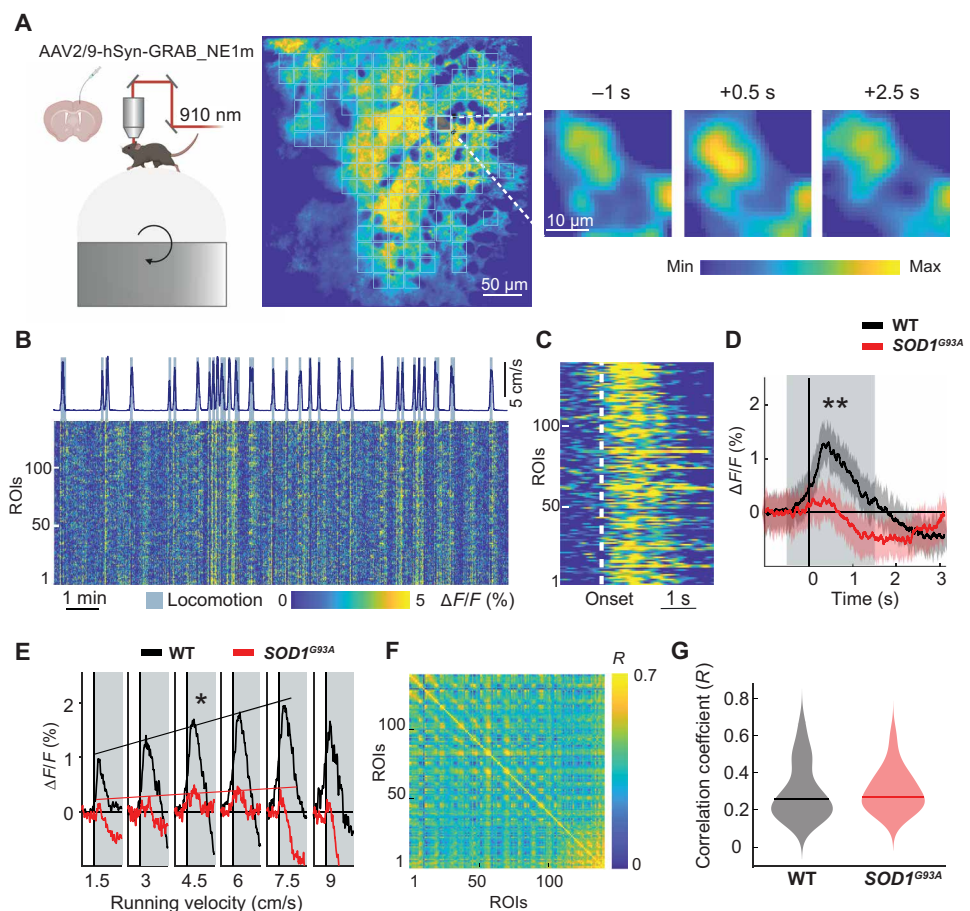 A
AAV2/9-hSyn-GRAB_NE1m
910 nm
50 µm
–1 s
+0.5 s
+2.5 s
10 µm
Min
Max
B
5 cm/s
ROIs
100
50
1
1 min
Locomotion
0
5
ΔF/F (%)
C
ROIs
100
50
1
Onset
1 s
WT
SOD1G93A
D
ΔF/F (%)
2
1
0
**
0
1
2
3
Time (s)
E
WT
SOD1G93A
ΔF/F (%)
2
1
0
*
1.5
3
4.5
6
7.5
9
Running velocity (cm/s)
F
R
0.7
0
ROIs
100
50
1
1
50
100
ROIs
G
Correlation coeffcient (R)
0.8
0.6
0.4
0.2
0
WT
SOD1G93A